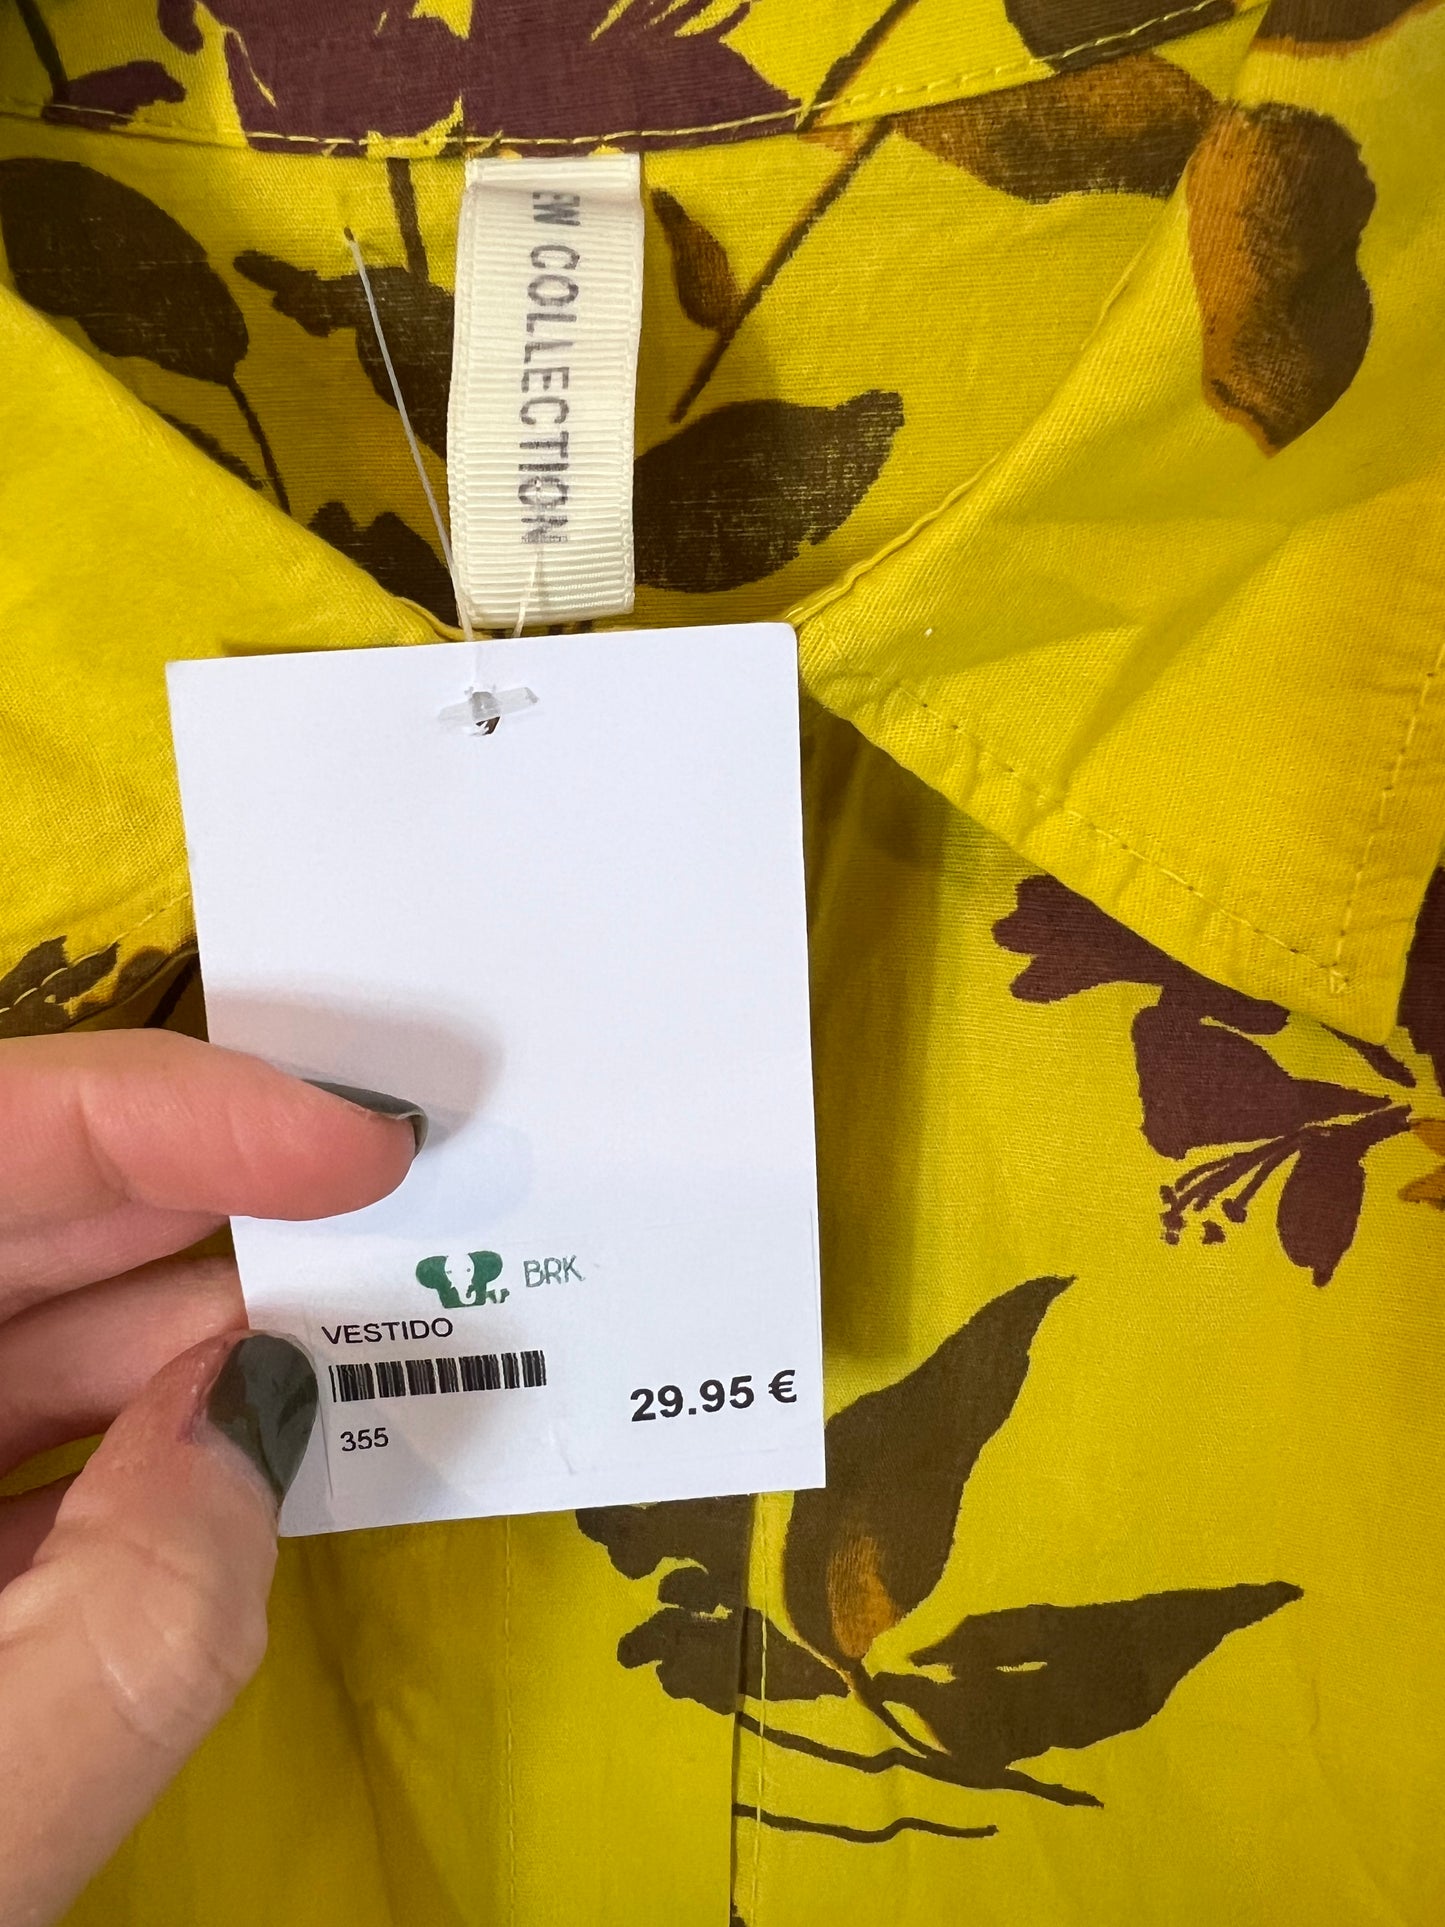 EW COLLECTION
BRK
VESTIDO
29.95 €
355